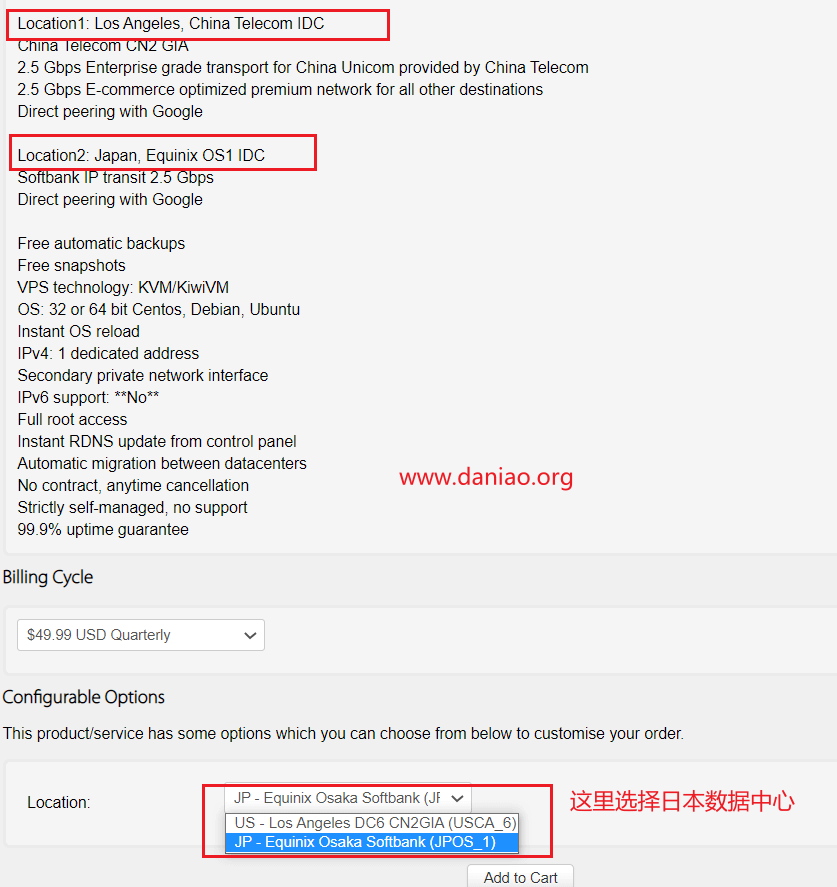 Location1: Los Angeles, China Telecom IDC
China Telecom CN2 GIA
2.5 Gbps Enterprise grade transport for China Unicom provided by China Telecom
2.5 Gbps E-commerce optimized premium network for all other destinations
Direct peering with Google
Location2: Japan, Equinix OS1 IDC
Softbank IP transit 2.5 Gbps
Direct peering with Google
Free automatic backups
Free snapshots
VPS technology: KVM/KiwiVM
OS: 32 or 64 bit Centos, Debian, Ubuntu
Instant OS reload
IPv4: 1 dedicated address
Secondary private network interface
IPv6 support: **No**
Full root access
Instant RDNS update from control panel
Automatic migration between datacenters
www.daniao.org
No contract, anytime cancellation
Strictly self-managed, no support
99.9% uptime guarantee
Billing Cycle
$49.99 USD Quarterly
Configurable Options
This product/service has some options which you can choose from below to customise your order.
Location:
JP - Equinix Osaka Softbank (JF
这里选择日本数据中心
US - Los Angeles DC6 CN2GIA (USCA_6)
JP - Equinix Osaka Softbank (JPOS_1)
Add to Cart